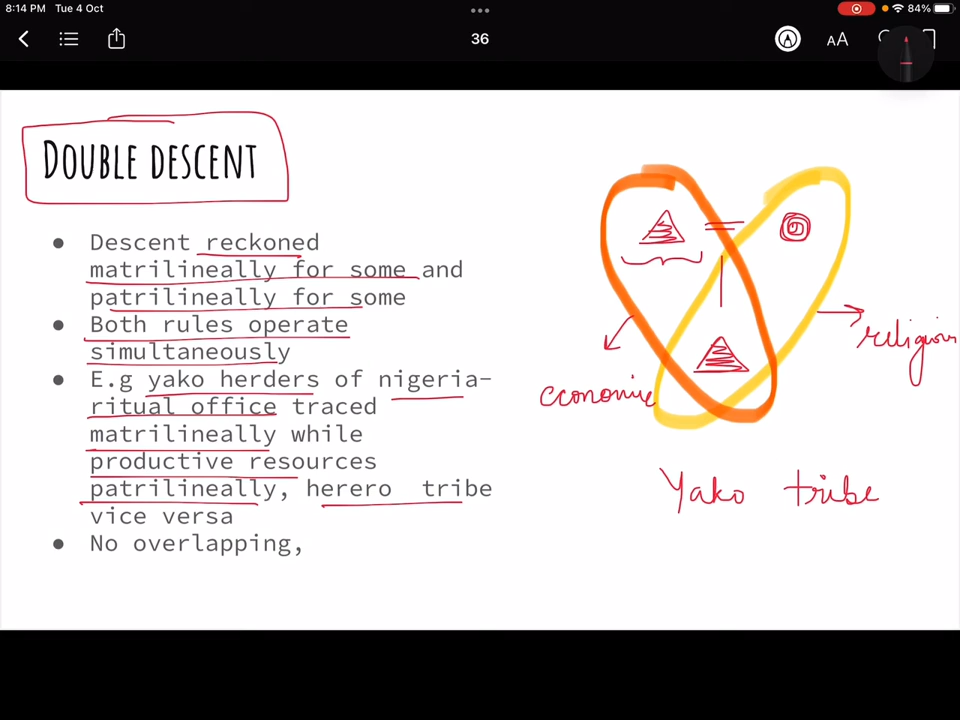 8:14 PM Tue 4 Oct
84%
36
AA
DOUBLE DESCENT
● Descent reckoned
matrilineally for some and
patrilineally for some
● Both rules operate
simultaneously
● E.g yako herders of nigeria-
ritual office traced
matrilineally while
productive resources
patrilineally, herero tribe
vice versa
● No overlapping,
economic
religious
Yako tribe